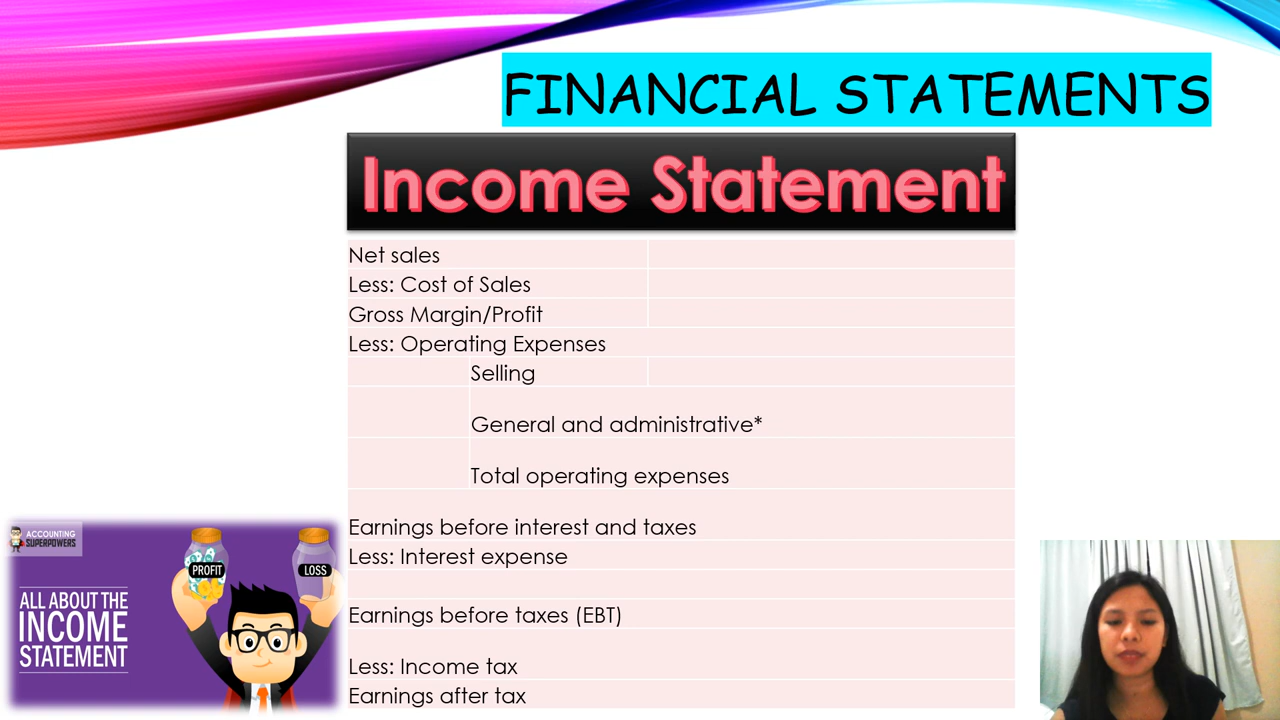 FINANCIAL STATEMENTS
Income Statement
Net sales
Less: Cost of Sales
Gross Margin/Profit
Less: Operating Expenses
Selling
General and administrative*
Total operating expenses
Earnings before interest and taxes
Less: Interest expense
Earnings before taxes (EBT)
Less: Income tax
Earnings after tax
ACCOUNTING
SUPERPOWERS
PROFIT
LOSS
ALL ABOUT THE
INCOME
STATEMENT